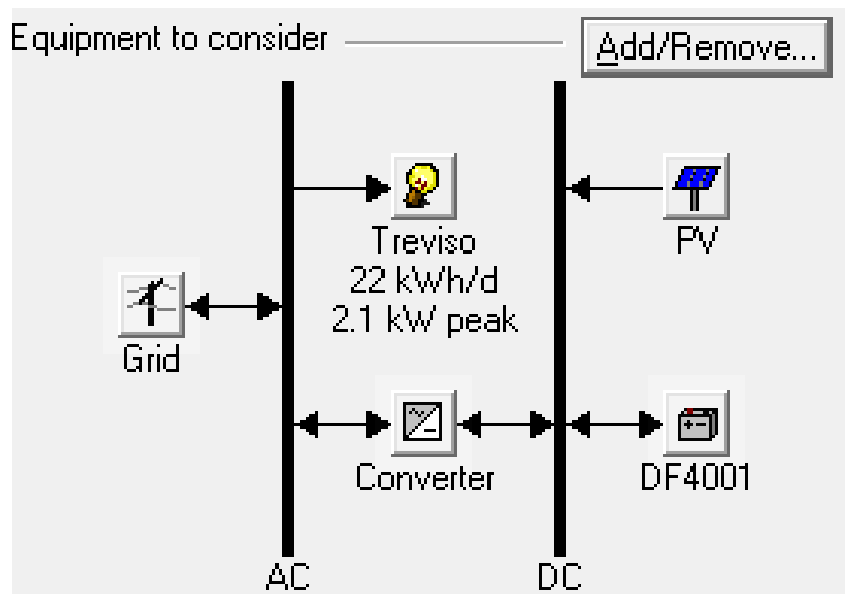 Equipment to consider
Add/Remove...
Treviso
22 kWh/d
2.1 kW peak
PV
Grid
Converter
DF4001
AC
DC